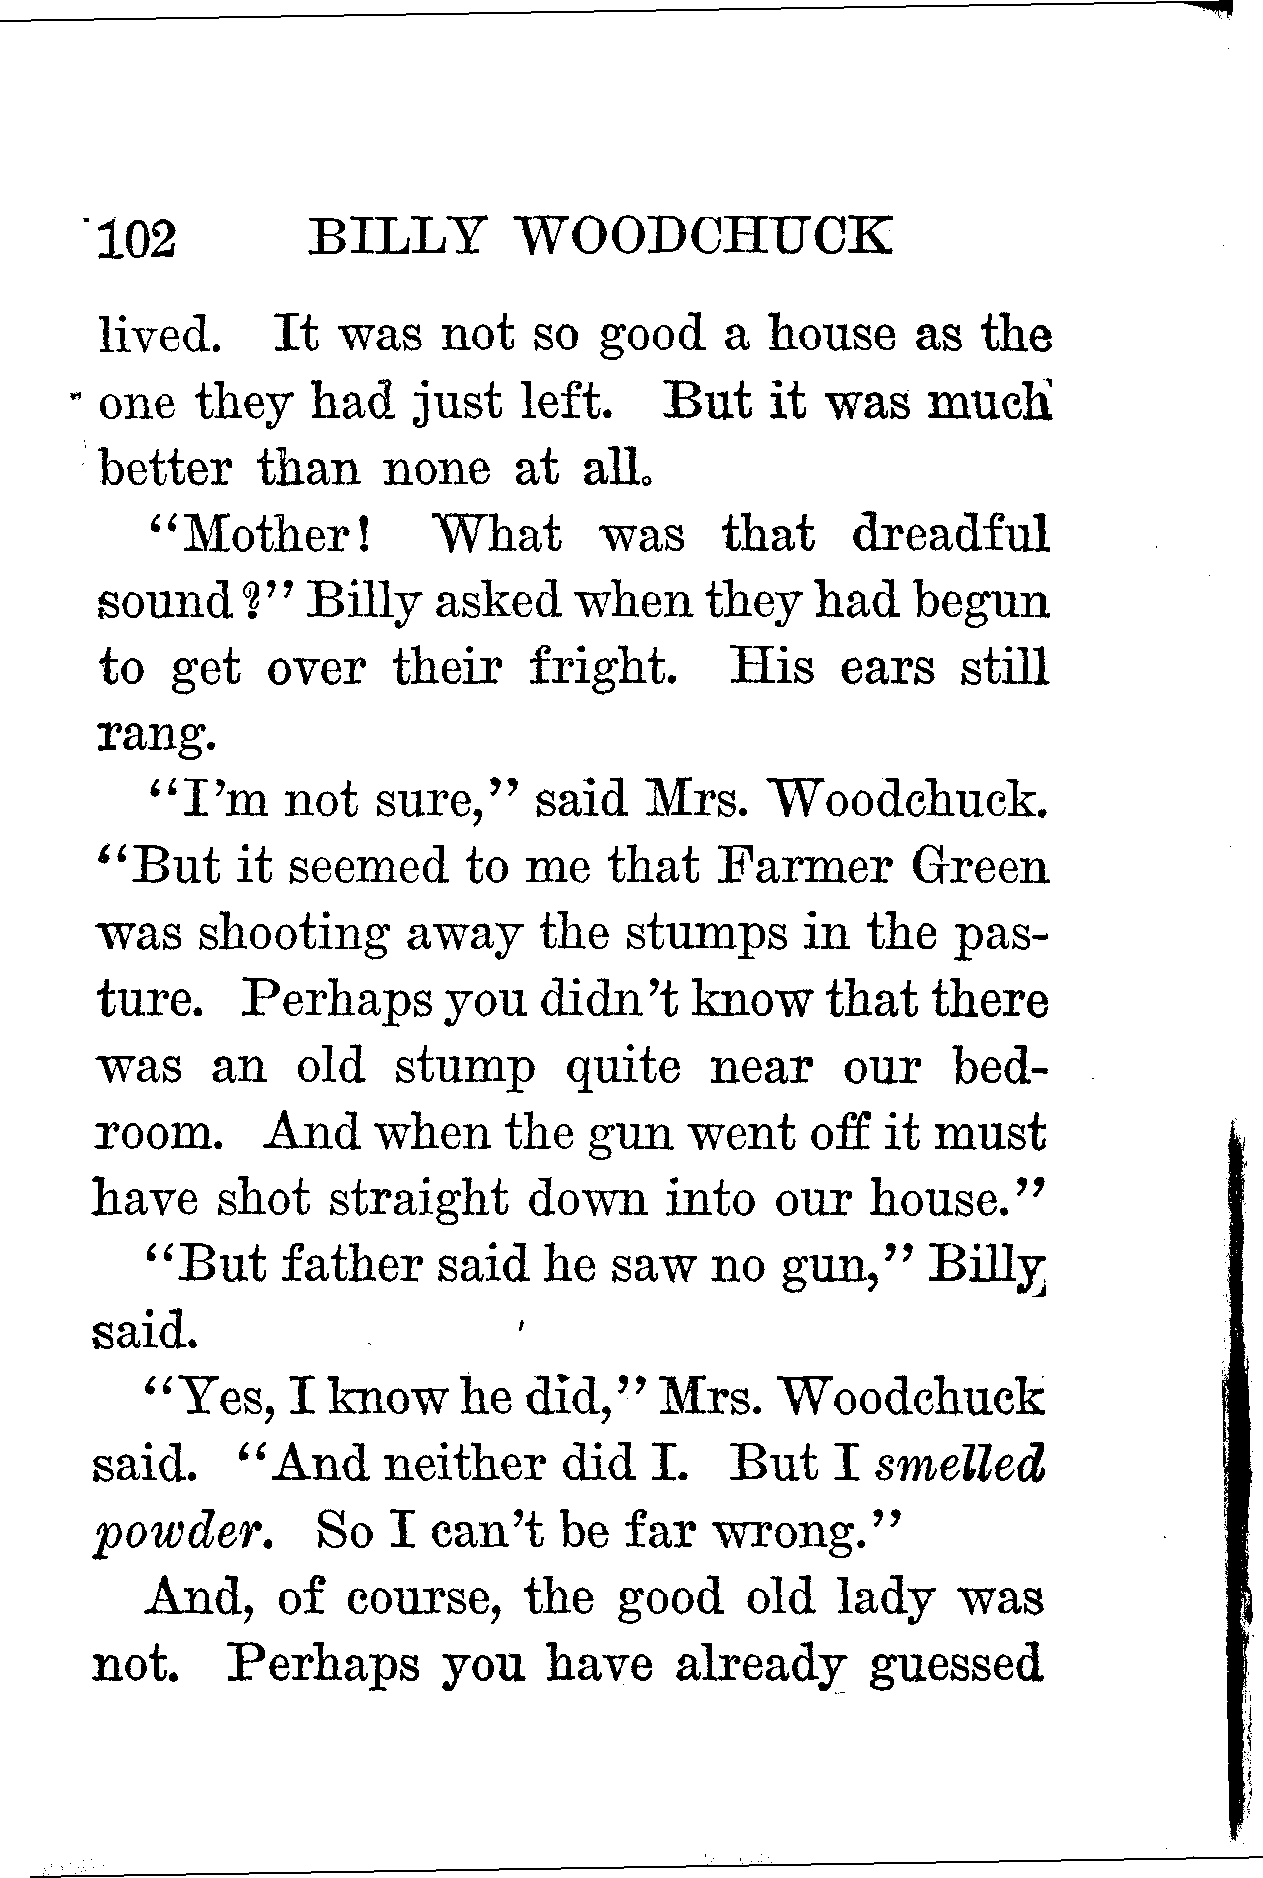 102 BILLY WOODCHUCK
lived. It was not so good a house as the
one they had just left. But it was much
better than none at all.
"Mother! What was that dreadful
sound?" Billy asked when they had begun
to get over their fright. His ears still
rang.
"I'm not sure," said Mrs. Woodchuck.
"But it seemed to me that Farmer Green
was shooting away the stumps in the pas-
ture. Perhaps you didn't know that there
was an old stump quite near our bed-
room. And when the gun went off it must
have shot straight down into our house."
"But father said he saw no gun," Billy
said.
"Yes, I know he did," Mrs. Woodchuck
said. "And neither did I. But I smelled
powder. So I can't be far wrong."
And, of course, the good old lady was
not. Perhaps you have already guessed